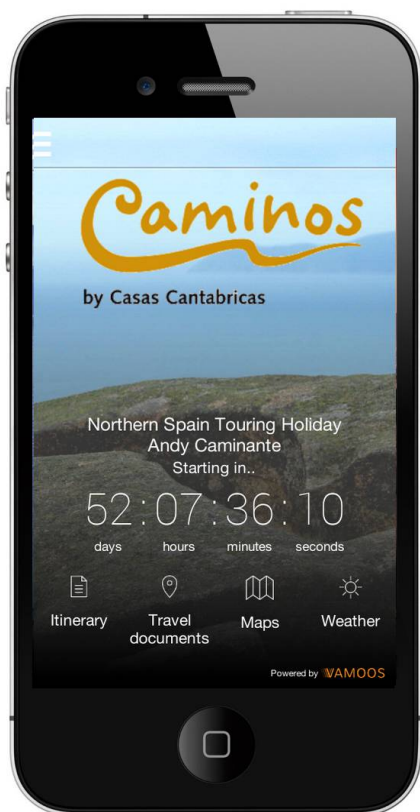 Caminos
by Casas Cantabricas
Northern Spain Touring Holiday
Andy Caminante
Starting in..
52:07:36:10
days hours minutes seconds
Itinerary Travel documents Maps Weather
Powered by VAMOOS